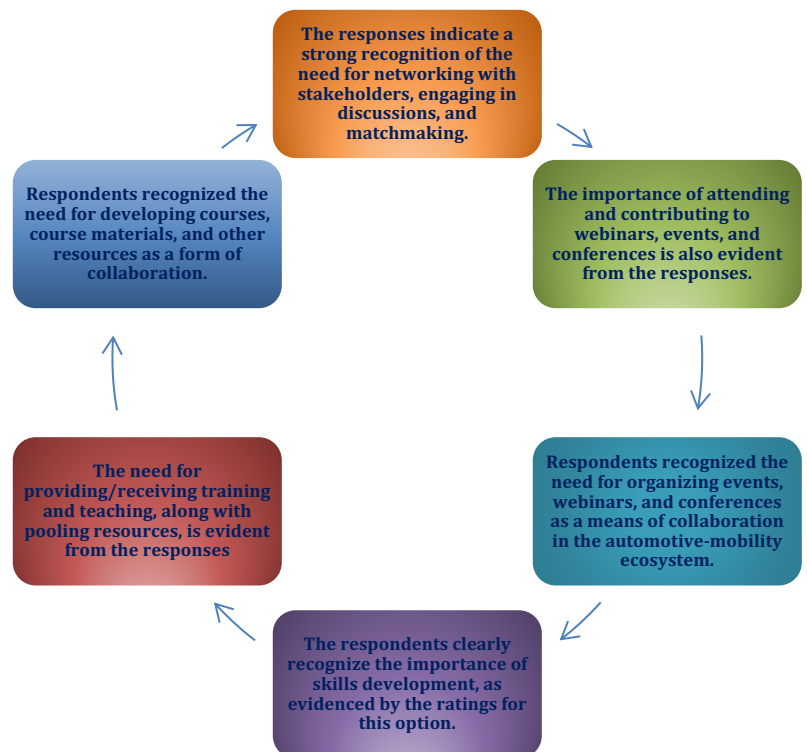 The responses indicate a
strong recognition of the
need for networking with
stakeholders, engaging in
discussions, and
matchmaking.
The importance of attending
and contributing to
webinars, events, and
conferences is also evident
from the responses.
Respondents recognized the
need for organizing events,
webinars, and conferences
as a means of collaboration
in the automotive-mobility
ecosystem.
The respondents clearly
recognize the importance of
skills development, as
evidenced by the ratings for
this option.
The need for
providing/receiving training
and teaching, along with
pooling resources, is evident
from the responses
Respondents recognized the
need for developing courses,
course materials, and other
resources as a form of
collaboration.